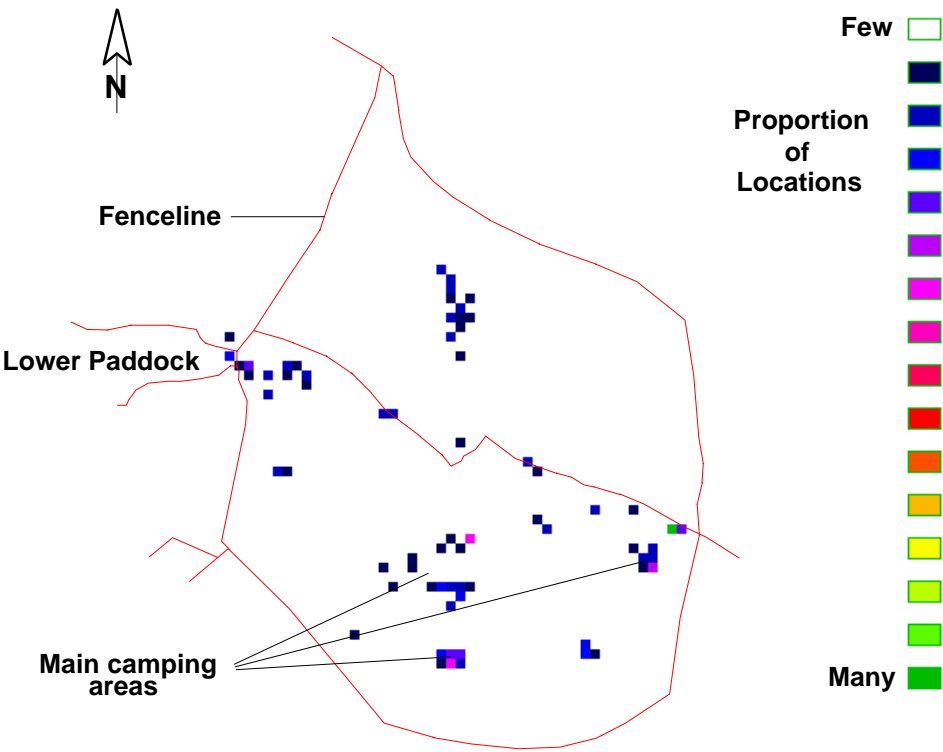 Few
N
Proportion
of
Locations
Fenceline
Lower Paddock
Main camping
areas
Many